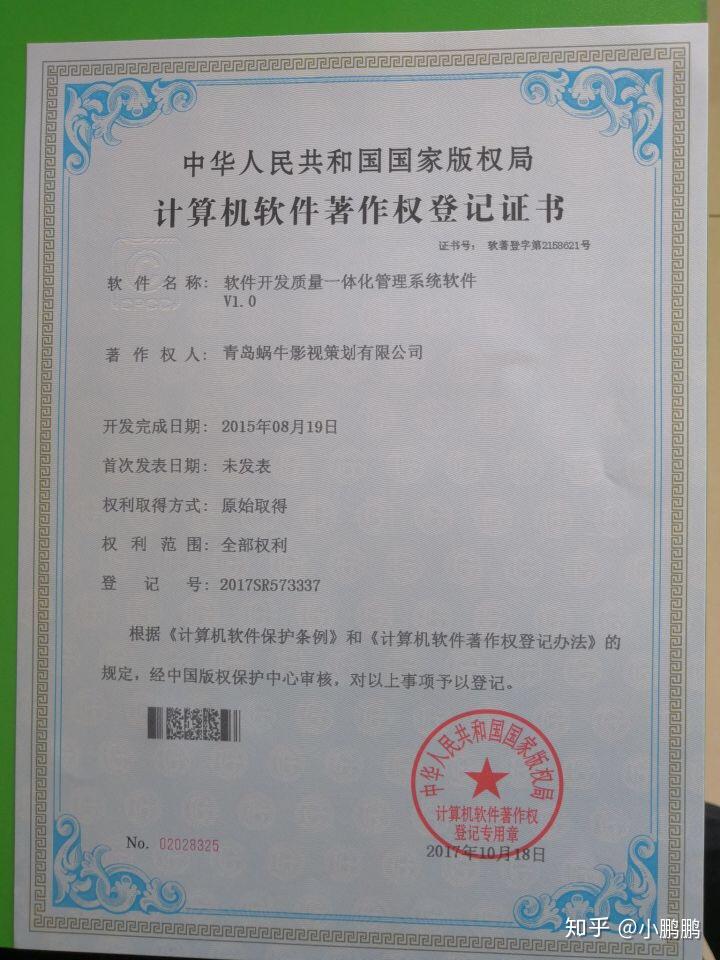 中华人民共和国国家版权局
计算机软件著作权登记证书
证书号： 软著登字第2158621号
软件名称： 软件开发质量一体化管理系统软件
V1.0
著作权人： 青岛蜗牛影视策划有限公司
开发完成日期： 2015年08月19日
首次发表日期： 未发表
权利取得方式： 原始取得
权利范围： 全部权利
登记号： 2017SR573337
根据《计算机软件保护条例》和《计算机软件著作权登记办法》的
规定，经中国版权保护中心审核，对以上事项予以登记。
中华人民共和国国家版权局
计算机软件著作权
登记专用章
No. 02028325
2017年10月18日
知乎 @小鹏鹏